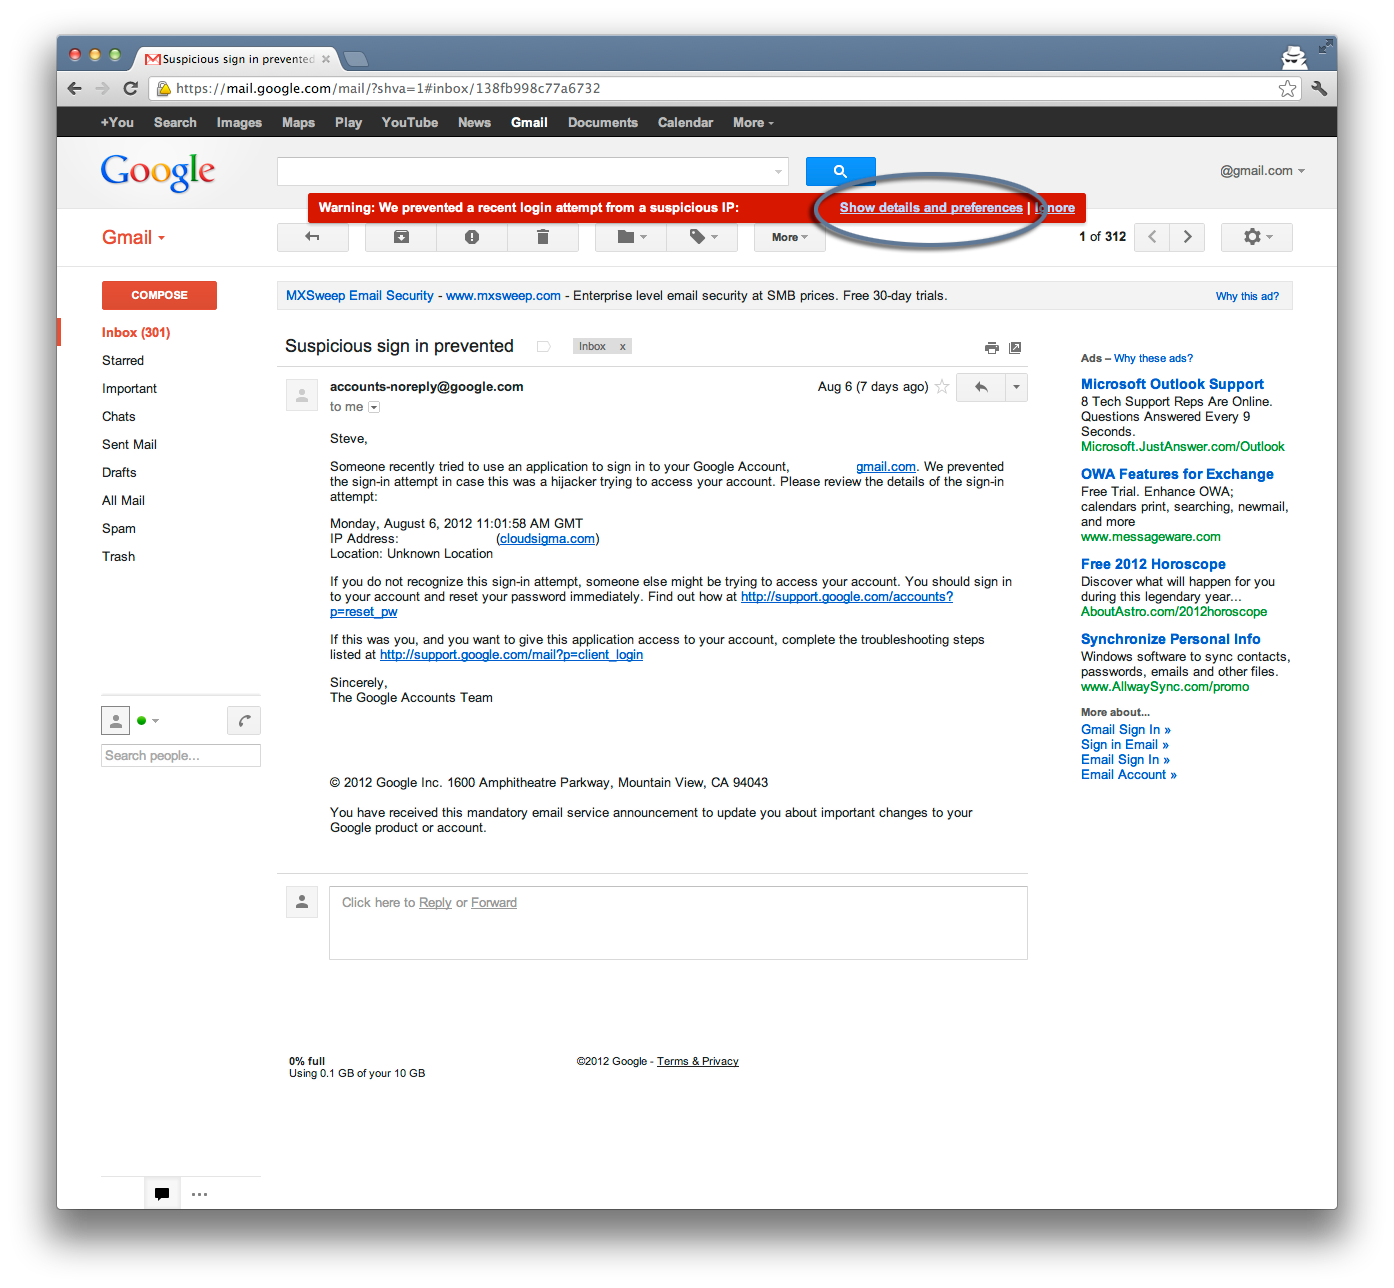 Suspicious sign in prevented
https://mail.google.com/mail/?shva=1#inbox/138fb998c77a6732
+You Search Images Maps Play YouTube News Gmail Documents Calendar More
Google
@gmail.com
Warning: We prevented a recent login attempt from a suspicious IP: Show details and preferences | Ignore
Gmail
More
1 of 312
COMPOSE
Inbox (301)
Starred
Important
Chats
Sent Mail
Drafts
All Mail
Spam
Trash
Search people...
MXSweep Email Security - www.mxsweep.com - Enterprise level email security at SMB prices. Free 30-day trials.
Why this ad?
Suspicious sign in prevented
Inbox x
accounts-noreply@google.com
Aug 6 (7 days ago)
to me
Steve,
Someone recently tried to use an application to sign in to your Google Account, gmail.com. We prevented
the sign-in attempt in case this was a hijacker trying to access your account. Please review the details of the sign-in
attempt:
Monday, August 6, 2012 11:01:58 AM GMT
IP Address: (cloudsigma.com)
Location: Unknown Location
If you do not recognize this sign-in attempt, someone else might be trying to access your account. You should sign in
to your account and reset your password immediately. Find out how at http://support.google.com/accounts?
p=reset_pw
If this was you, and you want to give this application access to your account, complete the troubleshooting steps
listed at http://support.google.com/mail?p=client_login
Sincerely,
The Google Accounts Team
© 2012 Google Inc. 1600 Amphitheatre Parkway, Mountain View, CA 94043
You have received this mandatory email service announcement to update you about important changes to your
Google product or account.
Click here to Reply or Forward
Ads – Why these ads?
Microsoft Outlook Support
8 Tech Support Reps Are Online.
Questions Answered Every 9
Seconds.
Microsoft.JustAnswer.com/Outlook
OWA Features for Exchange
Free Trial. Enhance OWA;
calendars print, searching, newmail,
and more
www.messageware.com
Free 2012 Horoscope
Discover what will happen for you
during this legendary year...
AboutAstro.com/2012horoscope
Synchronize Personal Info
Windows software to sync contacts,
passwords, emails and other files.
www.AllwaySync.com/promo
More about...
Gmail Sign In »
Sign in Email »
Email Sign In »
Email Account »
0% full
Using 0.1 GB of your 10 GB
©2012 Google - Terms & Privacy